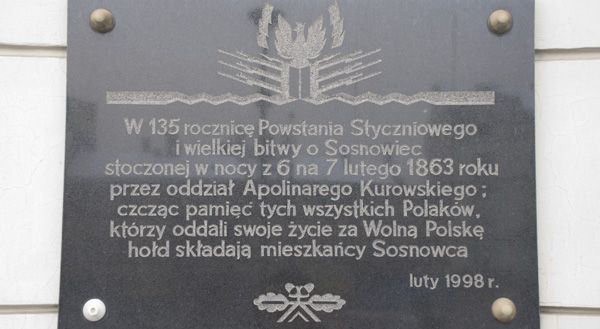 W 135 rocznicę Powstania Styczniowego
i wielkiej bitwy o Sosnowiec
stoczonej w nocy z 6 na 7 lutego 1863 roku
przez oddział Apolinarego Kurowskiego;
czcząc pamięć tych wszystkich Polaków,
którzy oddali swoje życie za Wolną Polskę
hołd składają mieszkańcy Sosnowca
luty 1998 r.